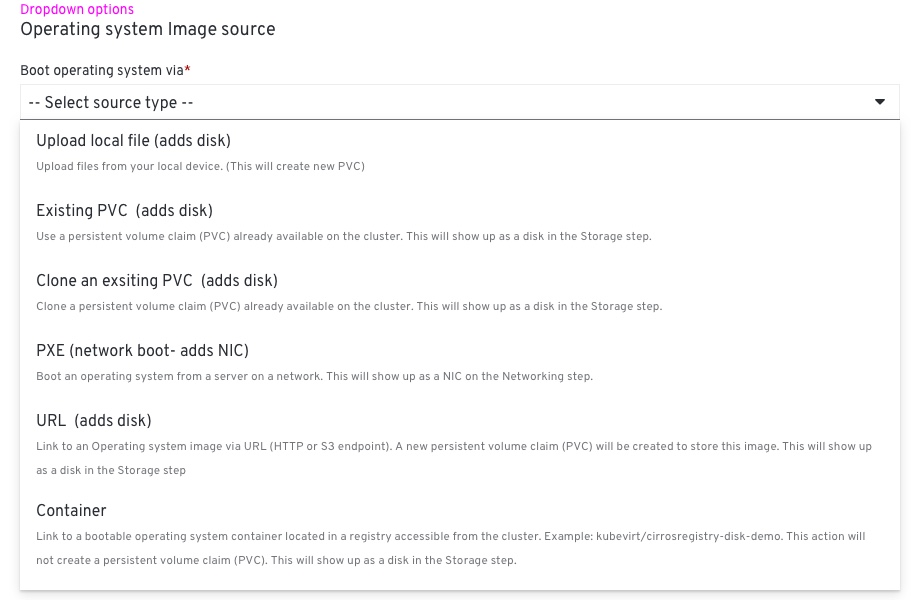 Dropdown options
Operating system Image source
Boot operating system via*
-- Select source type --
Upload local file (adds disk)
Upload files from your local device. (This will create new PVC)
Existing PVC (adds disk)
Use a persistent volume claim (PVC) already available on the cluster. This will show up as a disk in the Storage step.
Clone an exsiting PVC (adds disk)
Clone a persistent volume claim (PVC) already available on the cluster. This will show up as a disk in the Storage step.
PXE (network boot- adds NIC)
Boot an operating system from a server on a network. This will show up as a NIC on the Networking step.
URL (adds disk)
Link to an Operating system image via URL (HTTP or S3 endpoint). A new persistent volume claim (PVC) will be created to store this image. This will show up
as a disk in the Storage step
Container
Link to a bootable operating system container located in a registry accessible from the cluster. Example: kubevirt/cirrosregistry-disk-demo. This action will
not create a persistent volume claim (PVC). This will show up as a disk in the Storage step.